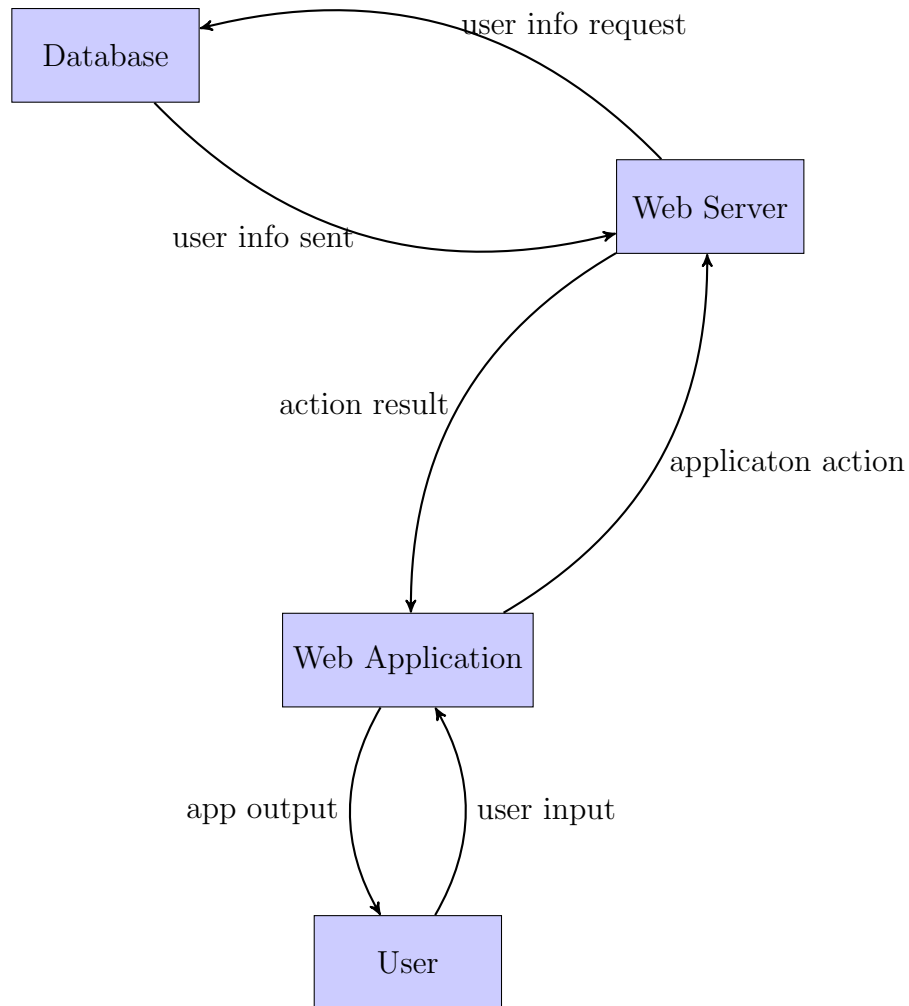 user info request
Database
Web Server
user info sent
action result
applicaton action
Web Application
app output
user input
User